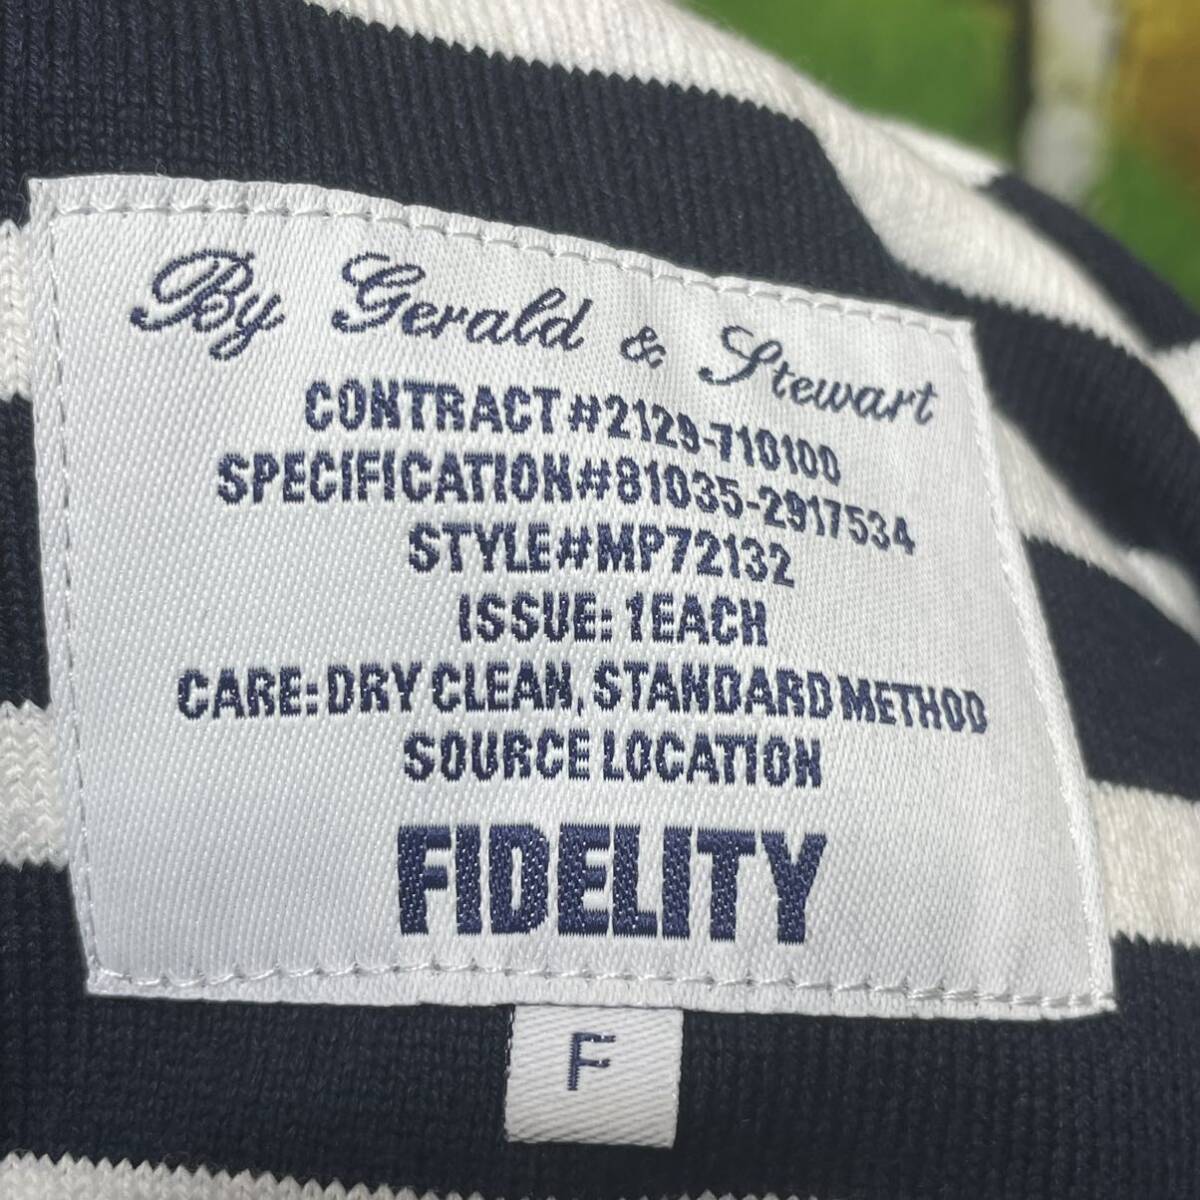 By Gerald & Stewart
CONTRACT#2129-710100
SPECIFICATION#81035-2917534
STYLE#MP72132
ISSUE: 1EACH
CARE: DRY CLEAN, STANDARD METHOD
SOURCE LOCATION
FIDELITY
F